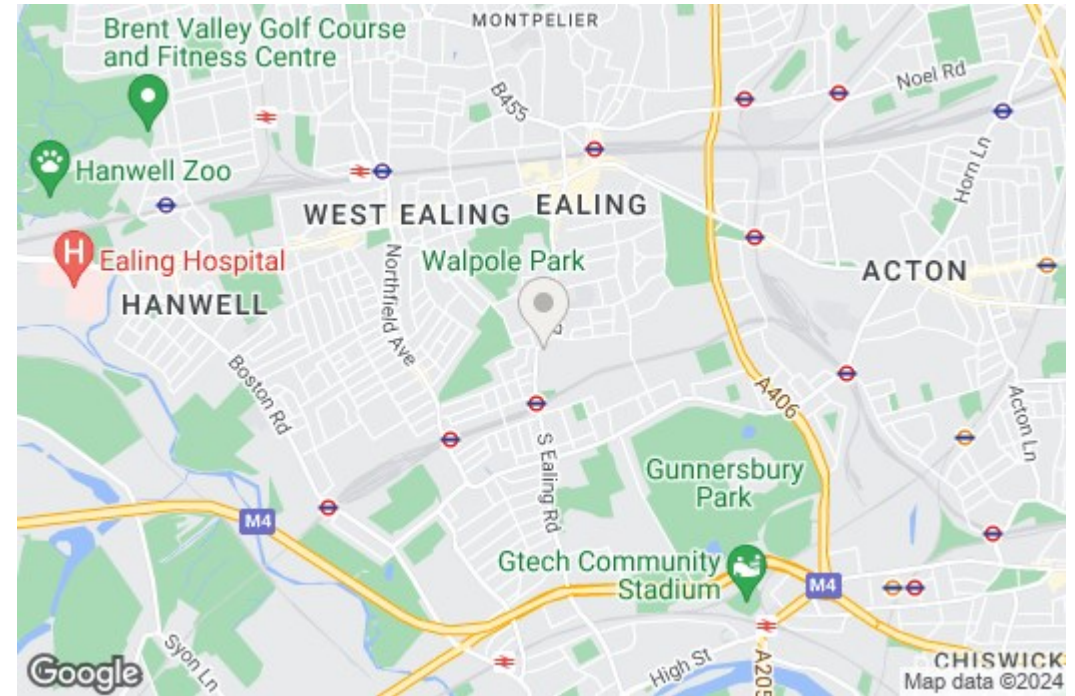 MONTPELIER
Brent Valley Golf Course
and Fitness Centre
Noel Rd
B455
Horn Ln
Hanwell Zoo
WEST EALING
EALING
Ealing Hospital
H
Walpole Park
ACTON
HANWELL
Northfield Ave
Boston Rd
A406
Acton Ln
S Ealing Rd
Gunnersbury
Park
M4
Gtech Community
Stadium
M4
Syon Ln
High St
A205
CHISWICK
Google
Map data ©2024